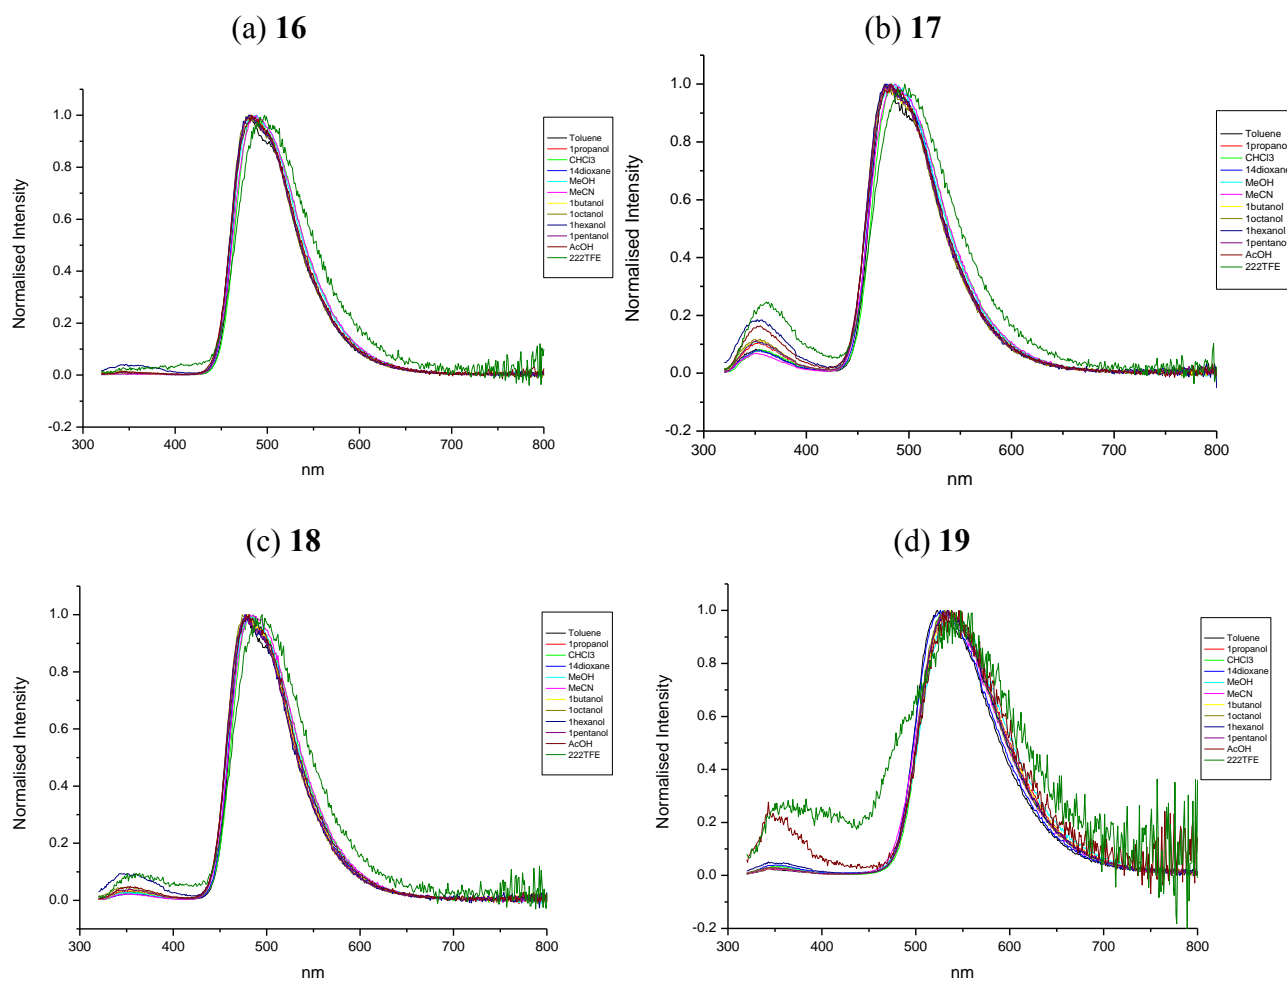 (a) 16
1.0
0.8
0.6
0.4
0.2
0.0
-0.2
300
400
500
600
700
800
Normalised Intensity
nm
Toluene
1propanol
CHCl3
14dioxane
MeOH
MeCN
1butanol
1octanol
1hexanol
1pentanol
AcOH
222TFE
(b) 17
1.0
0.8
0.6
0.4
0.2
0.0
-0.2
300
400
500
600
700
800
Normalised Intensity
nm
Toluene
1propanol
CHCl3
14dioxane
MeOH
MeCN
1butanol
1octanol
1hexanol
1pentanol
AcOH
222TFE
(c) 18
1.0
0.8
0.6
0.4
0.2
0.0
300
400
500
600
700
800
Normalised Intensity
nm
Toluene
1propanol
CHCl3
14dioxane
MeOH
MeCN
1butanol
1octanol
1hexanol
1pentanol
AcOH
222TFE
(d) 19
1.0
0.8
0.6
0.4
0.2
0.0
-0.2
300
400
500
600
700
800
Normalised Intensity
nm
Toluene
1propanol
CHCl3
14dioxane
MeOH
MeCN
1butanol
1octanol
1hexanol
1pentanol
AcOH
222TFE